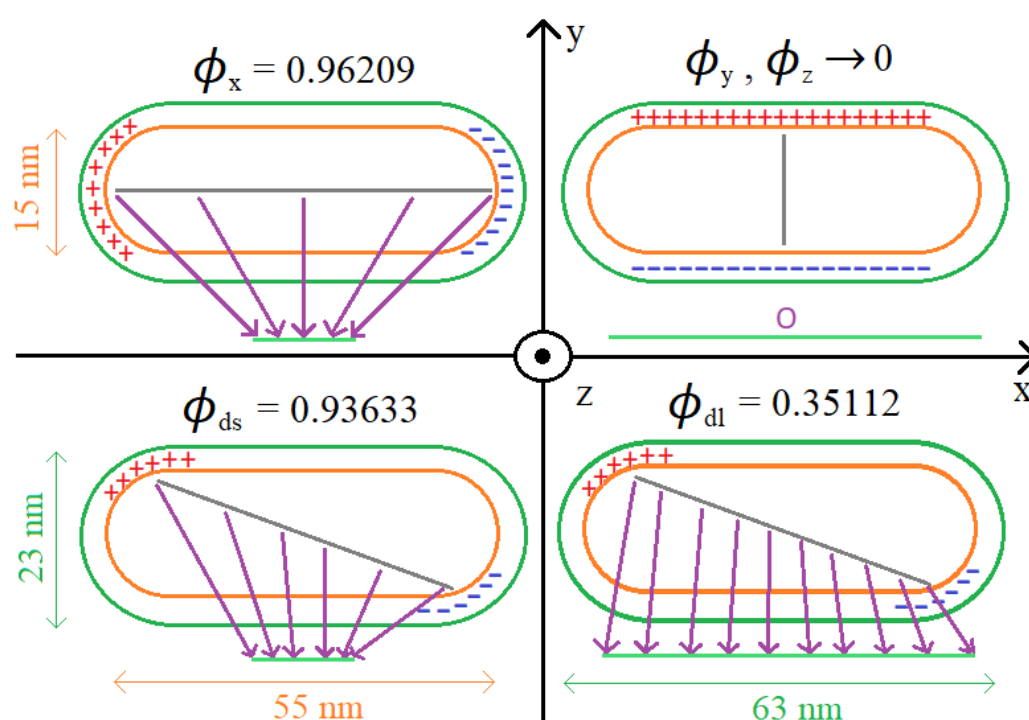 ϕx = 0.96209
y
ϕy , ϕz → 0
15 nm
+++++++++++++++++++
z
x
ϕds = 0.93633
ϕdl = 0.35112
23 nm
55 nm
63 nm
O